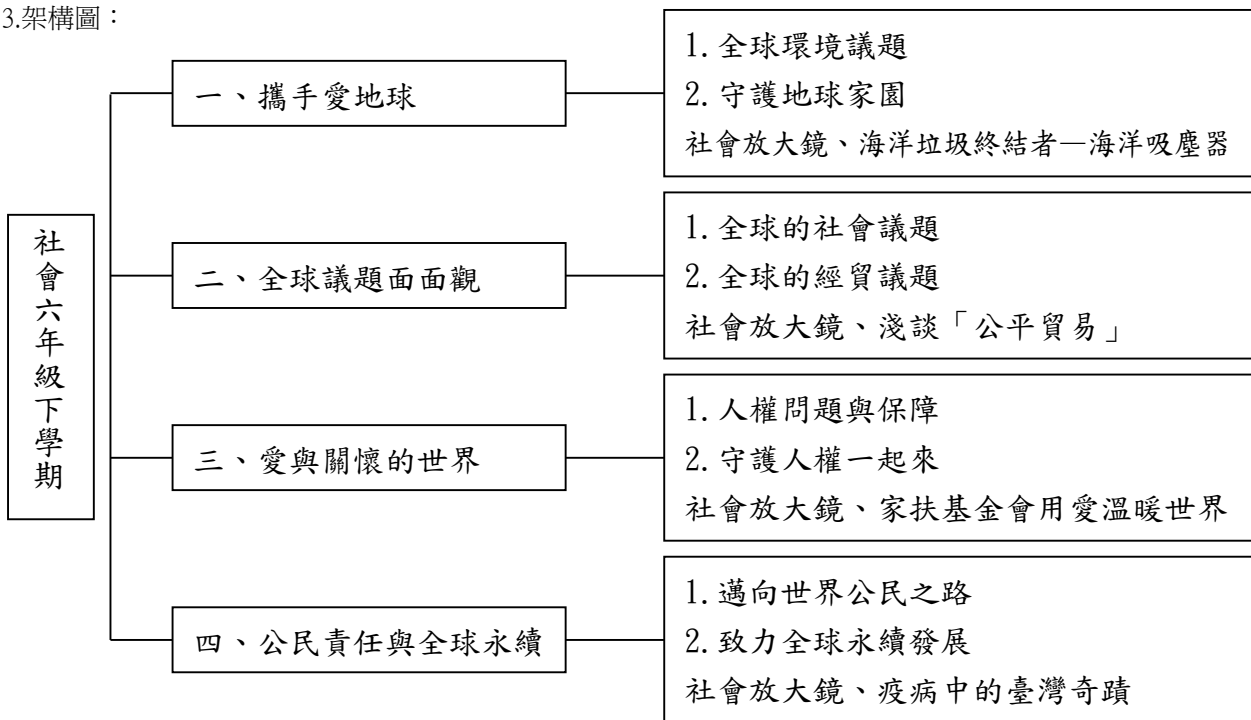 3.架構圖：
社會六年級下學期
一、攜手愛地球
1.全球環境議題
2.守護地球家園
社會放大鏡、海洋垃圾終結者—海洋吸塵器
二、全球議題面面觀
1.全球的社會議題
2.全球的經貿議題
社會放大鏡、淺談「公平貿易」
三、愛與關懷的世界
1.人權問題與保障
2.守護人權一起來
社會放大鏡、家扶基金會用愛溫暖世界
四、公民責任與全球永續
1.邁向世界公民之路
2.致力全球永續發展
社會放大鏡、疫病中的臺灣奇蹟